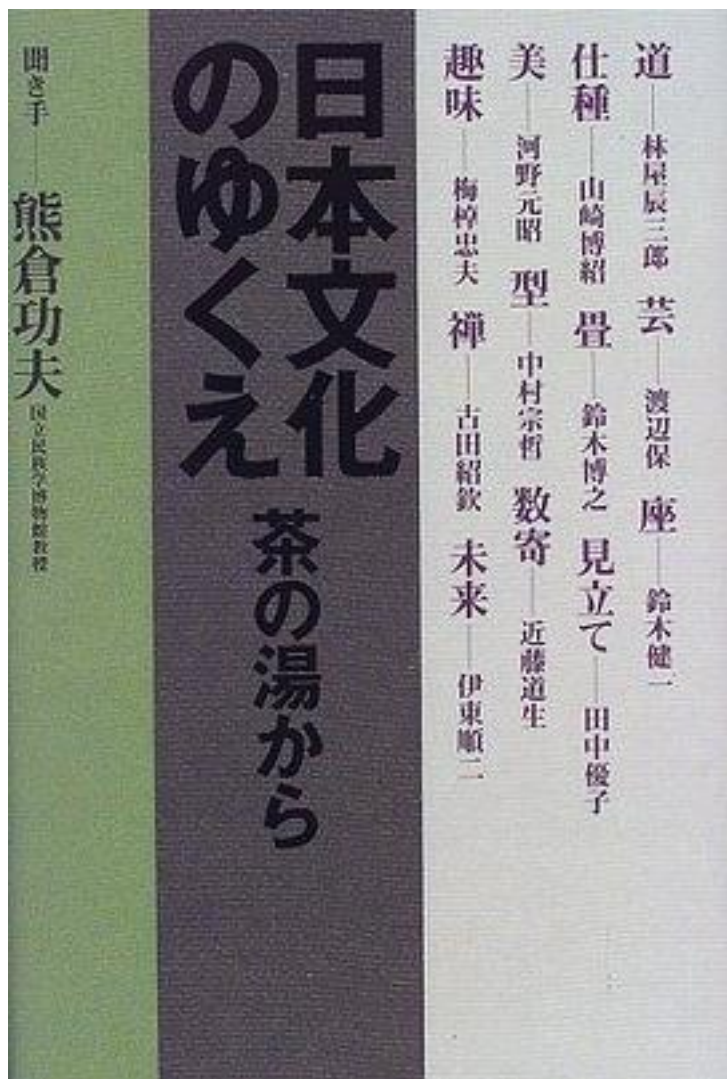 道――林屋辰三郎 芸――渡辺保 座――鈴木健一
仕種――山崎博紹 畳――鈴木博之 見立て――田中優子
美――河野元昭 型――中村宗哲 数寄――近藤道生
趣味――梅棹忠夫 禅――古田紹欽 未来――伊東順二
日本文化
のゆくえ
茶の湯から
聞き手――熊倉功夫 国立民族学博物館教授